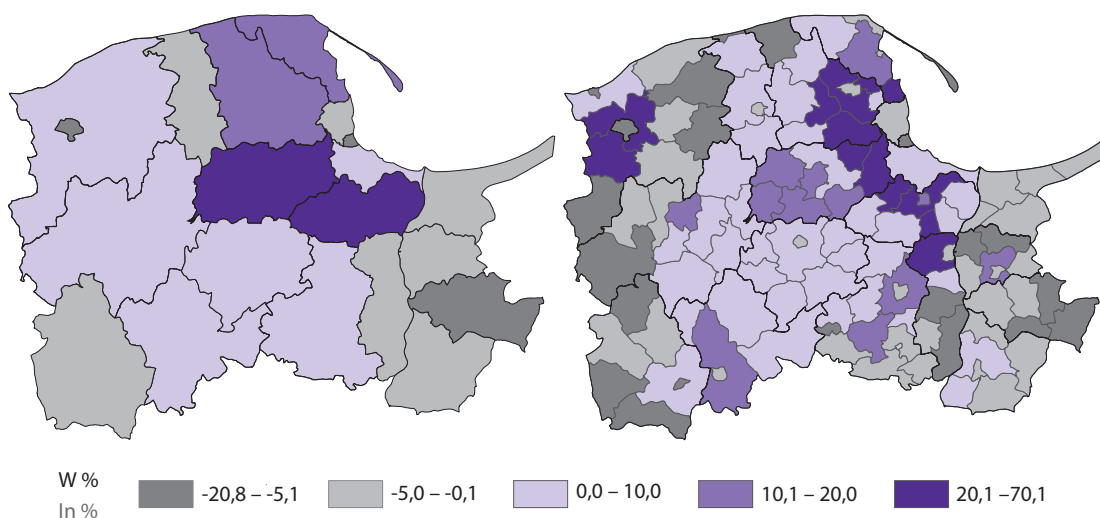 W %
In %
-20,8 – -5,1
-5,0 – -0,1
0,0 – 10,0
10,1 – 20,0
20,1 –70,1